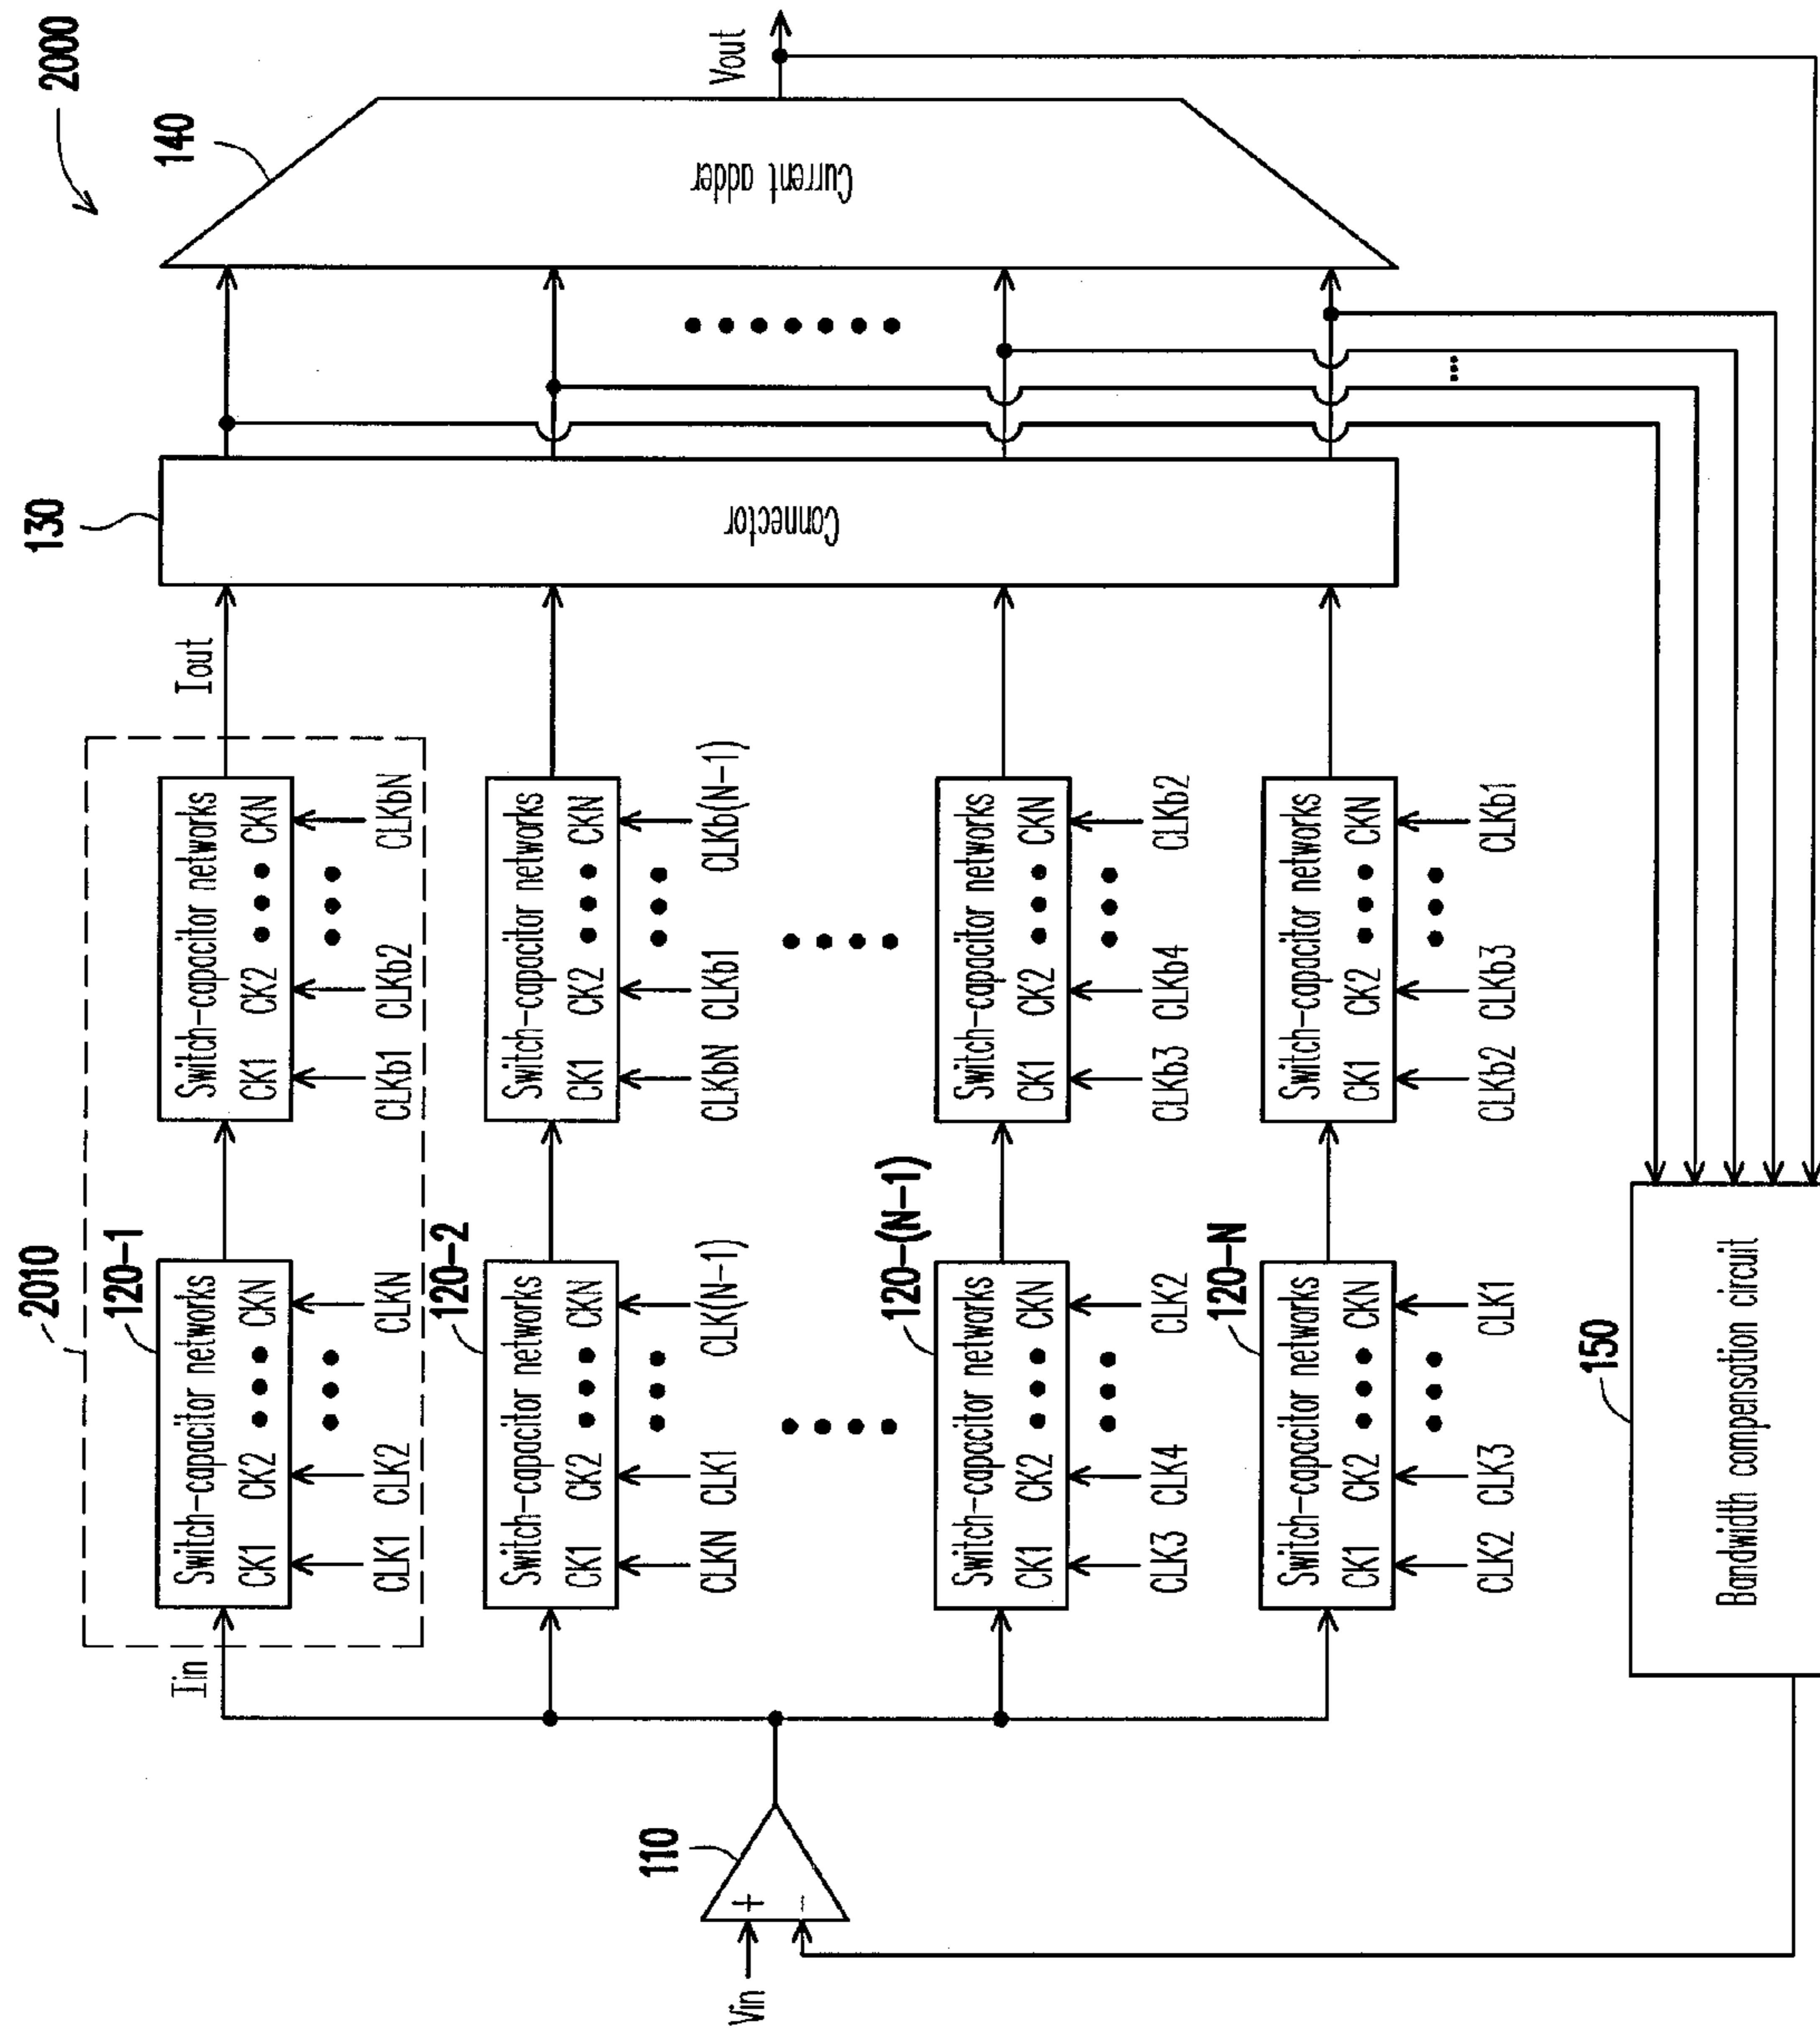 2000
2010
120-1
130
140
Iin
Switch-capacitor networks
CK1 CK2 CKN
CLK1 CLK2 CLKN
Switch-capacitor networks
CK1 CK2 CKN
CLKb1 CLKb2 CLKbN
Iout
120-2
Switch-capacitor networks
CK1 CK2 CKN
CLKN CLK1 CLK(N-1)
Switch-capacitor networks
CK1 CK2 CKN
CLKbN CLKb1 CLKb(N-1)
110
Vin
+
-
Connector
Current adder
Vout
120-(N-1)
Switch-capacitor networks
CK1 CK2 CKN
CLK3 CLK4 CLK2
Switch-capacitor networks
CK1 CK2 CKN
CLKb3 CLKb4 CLKb2
120-N
Switch-capacitor networks
CK1 CK2 CKN
CLK2 CLK3 CLK1
Switch-capacitor networks
CK1 CK2 CKN
CLKb2 CLKb3 CLKb1
150
Bandwidth compensation circuit